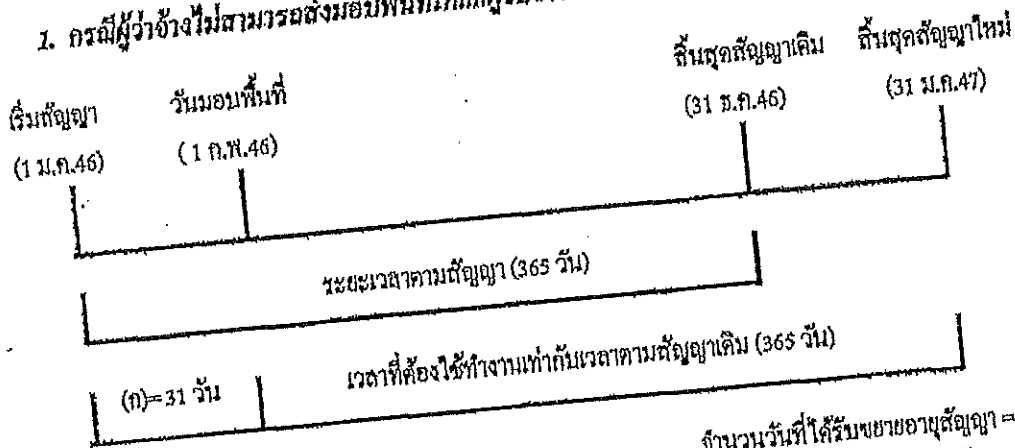 1. กรณีผู้ว่าจ้างไม่สามารถส่งมอบพื้นที่
เริ่มสัญญา วันมอบพื้นที่ สิ้นสุดสัญญาเดิม สิ้นสุดสัญญาใหม่
(1 ม.ค.46) (1 ก.พ.46) (31 ธ.ค.46) (31 ม.ค.47)
ระยะเวลาตามสัญญา (365 วัน)
(ก)=31 วัน เวลาที่ต้องใช้ทำงานเท่ากับเวลาตามสัญญาเดิม (365 วัน)
จำนวนวันที่ได้รับขยายอายุสัญญา =